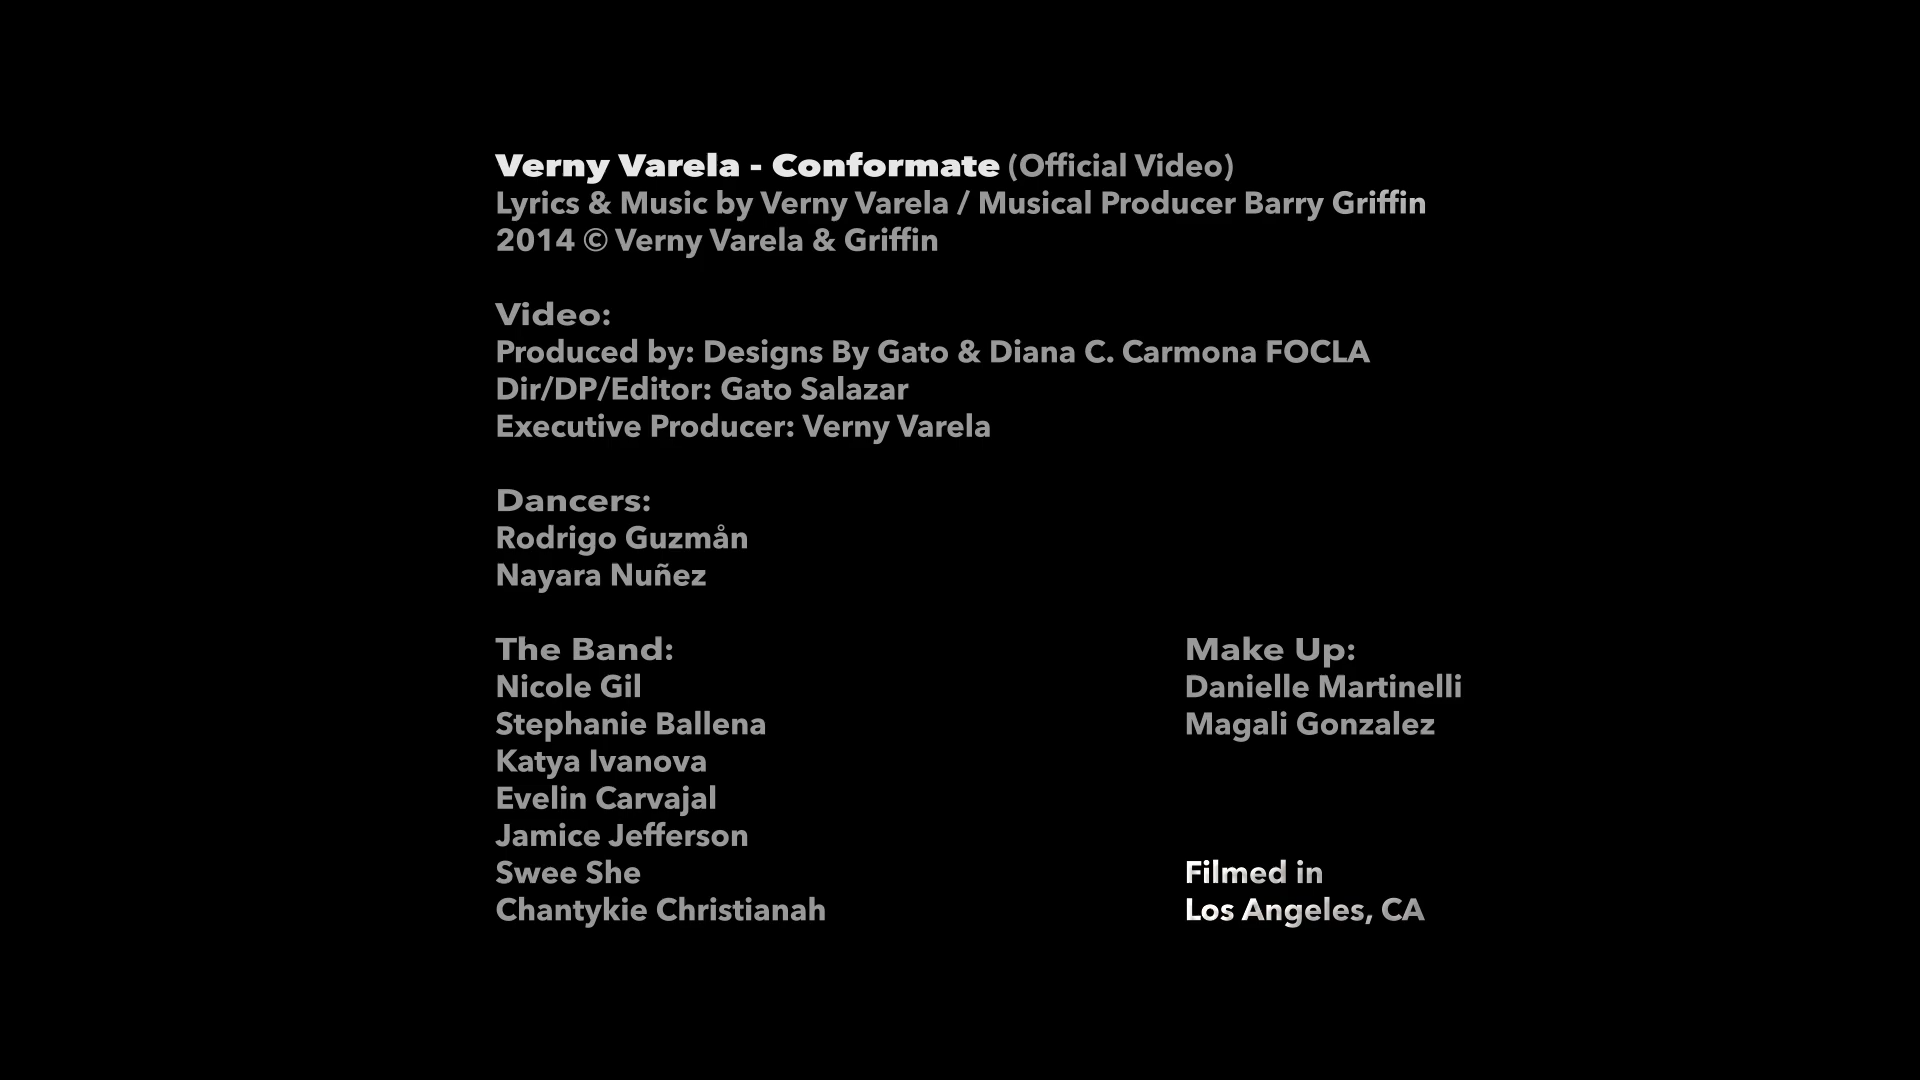 Verny Varela - Conformate (Official Video)
Lyrics & Music by Verny Varela / Musical Producer Barry Griffin
2014 © Verny Varela & Griffin
Video:
Produced by: Designs By Gato & Diana C. Carmona FOCLA
Dir/DP/Editor: Gato Salazar
Executive Producer: Verny Varela
Dancers:
Rodrigo Guzmån
Nayara Nuñez
The Band:
Nicole Gil
Stephanie Ballena
Katya Ivanova
Evelin Carvajal
Jamice Jefferson
Swee She
Chantykie Christianah
Make Up:
Danielle Martinelli
Magali Gonzalez
Filmed in
Los Angeles, CA